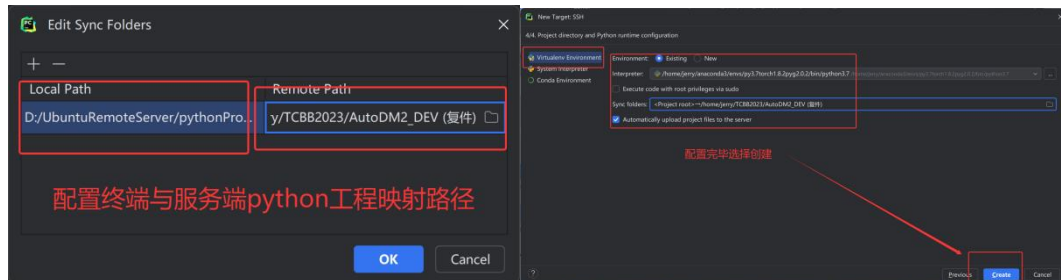 Edit Sync Folders
Local Path
Remote Path
D:/UbuntuRemoteServer/pythonPro...
y/TCBB2023/AutoDM2_DEV (复件)
配置终端与服务端python工程映射路径
OK
Cancel
New Target: SSH
4/4. Project directory and Python runtime configuration
Virtualenv Environment
System Interpreter
Conda Environment
Environment: Existing New
Interpreter: /home/jerry/anaconda3/envs/py3.7torch1.8.2pyg2.0.2/bin/python3.7
Execute code with root privileges via sudo
Sync folders: <Project root>→/home/jerry/TCBB2023/AutoDM2_DEV (复件)
Automatically upload project files to the server
配置完毕选择创建
Previous
Create
Cancel